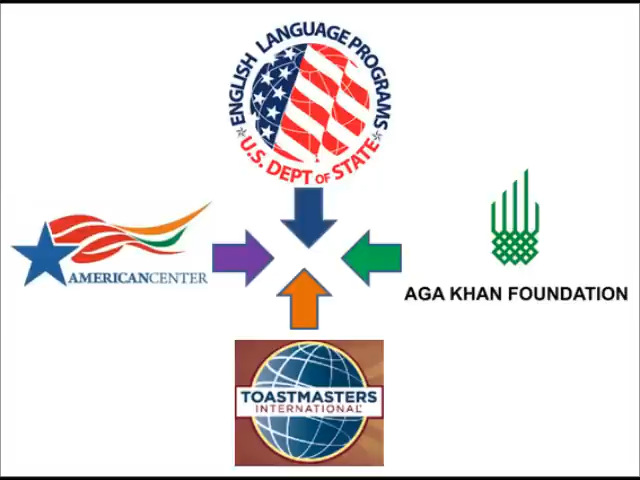 ENGLISH LANGUAGE PROGRAMS
U.S. DEPT OF STATE
AMERICANCENTER
AGA KHAN FOUNDATION
TOASTMASTERS
INTERNATIONAL